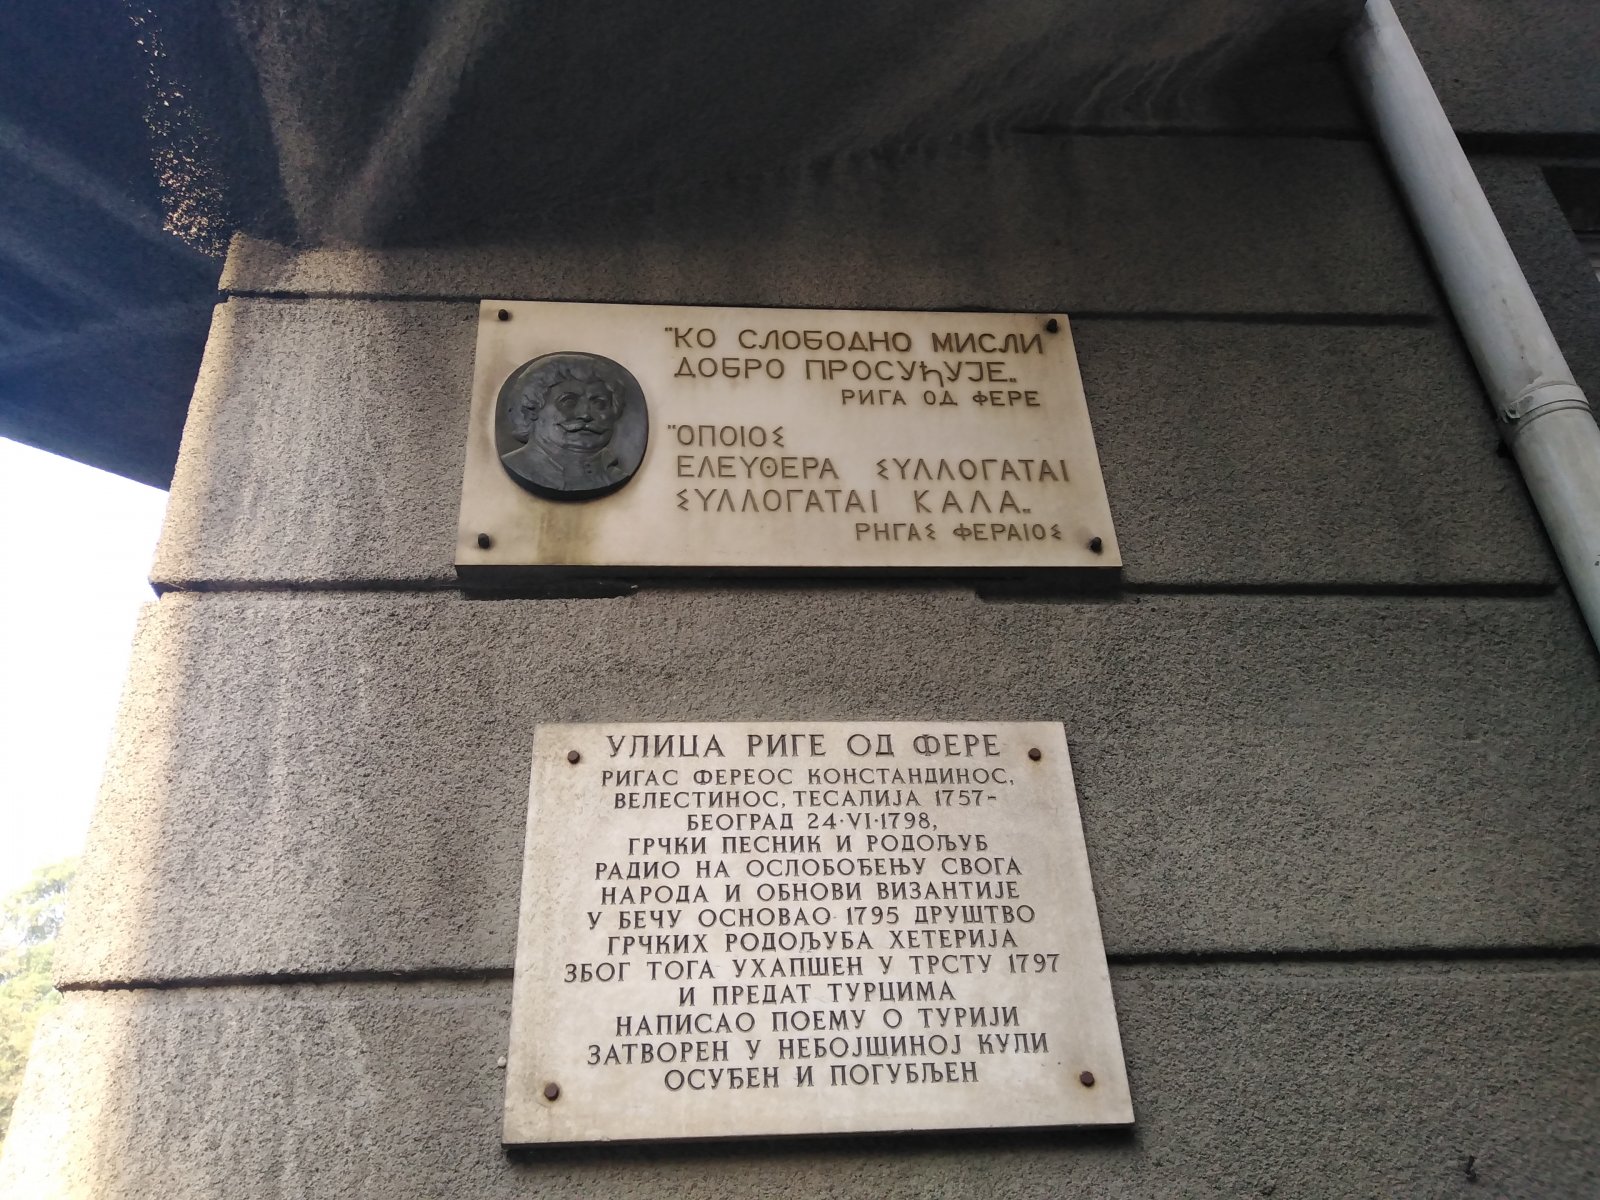 "КО СЛОБОДНО МИСЛИ
ДОБРО ПРОСУЂУЈЕ„
РИГА ОД ФЕРЕ
"ΟΠΟΙΟΣ
ΕΛΕΥΘΕΡΑ ΣΥΛΛΟΓΑΤΑΙ
ΣΥΛΛΟΓΑΤΑΙ ΚΑΛΑ„
ΡΗΓΑΣ ΦΕΡΑΙΟΣ
УЛИЦА РИГЕ ОД ФЕРЕ
РИГАС ФЕРЕОС КОНСТАНДИНОС,
ВЕЛЕСТИНОС, ТЕСАЛИЈА 1757-
БЕОГРАД 24·VI·1798,
ГРЧКИ ПЕСНИК И РОДОЉУБ
РАДИО НА ОСЛОБОЂЕЊУ СВОГА
НАРОДА И ОБНОВИ ВИЗАНТИЈЕ
У БЕЧУ ОСНОВАО 1795 ДРУШТВО
ГРЧКИХ РОДОЉУБА ХЕТЕРИЈА
ЗБОГ ТОГА УХАПШЕН У ТРСТУ 1797
И ПРЕДАТ ТУРЦИМА
НАПИСАО ПОЕМУ О ТУРИЈИ
ЗАТВОРЕН У НЕБОЈШИНОЈ КУЛИ
ОСУЂЕН И ПОГУБЉЕН